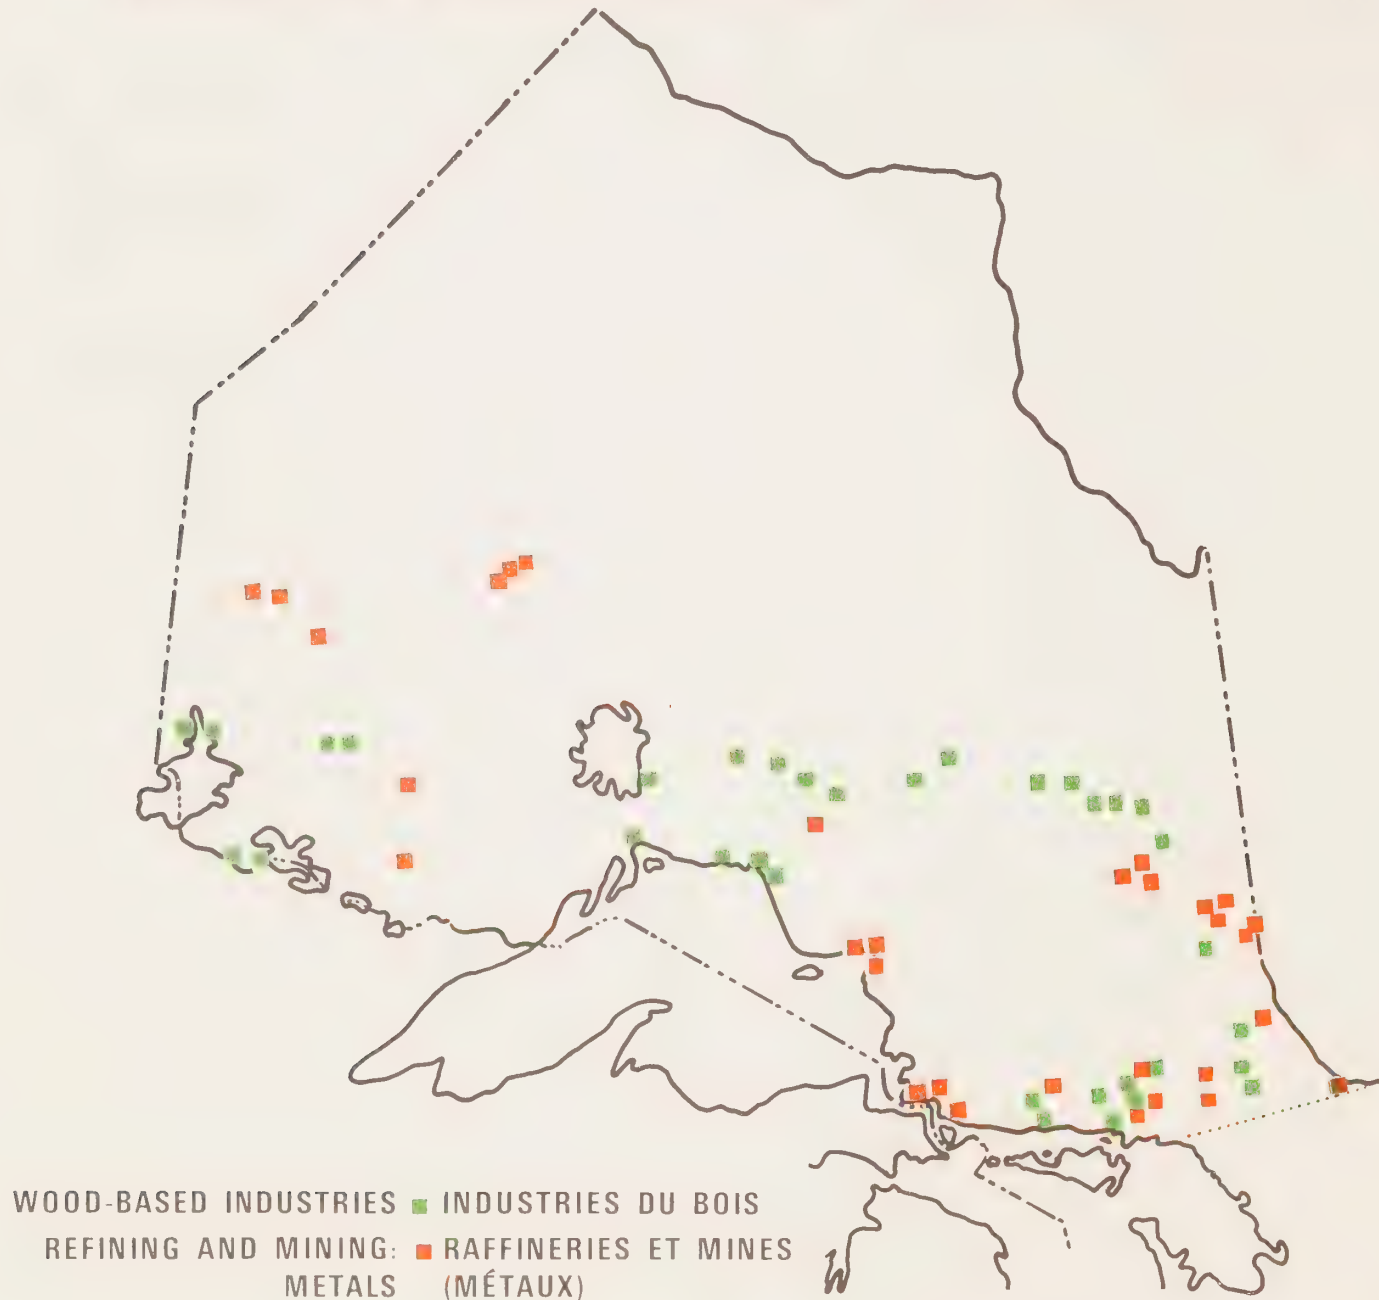 WOOD-BASED INDUSTRIES INDUSTRIES DU BOIS
REFINING AND MINING: RAFFINERIES ET MINES
METALS (MÉTAUX)